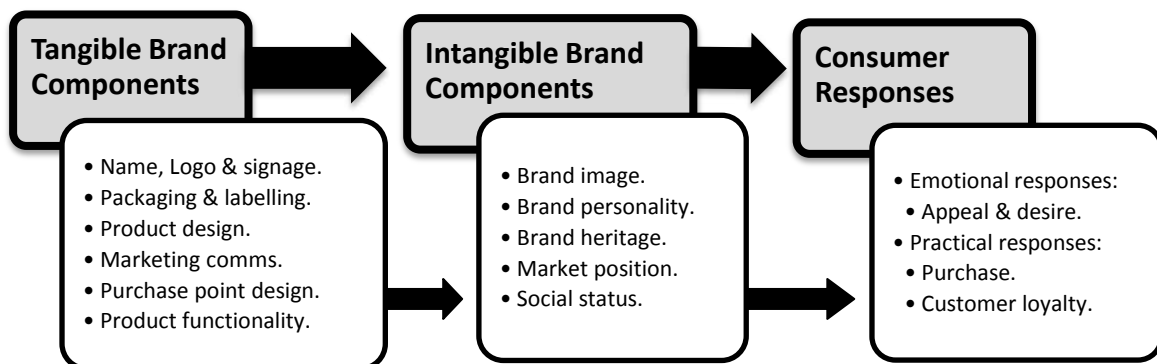 Tangible Brand
Components
• Name, Logo & signage.
• Packaging & labelling.
• Product design.
• Marketing comms.
• Purchase point design.
• Product functionality.
Intangible Brand
Components
• Brand image.
• Brand personality.
• Brand heritage.
• Market position.
• Social status.
Consumer
Responses
• Emotional responses:
• Appeal & desire.
• Practical responses:
• Purchase.
• Customer loyalty.